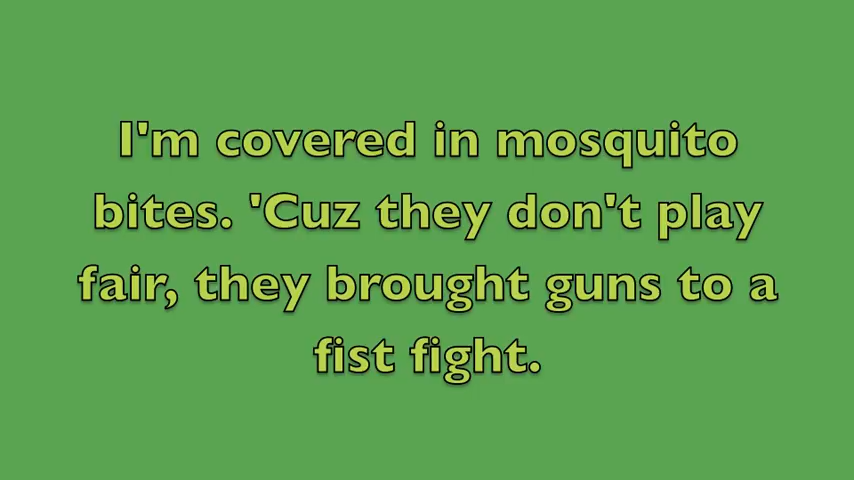 I'm covered in mosquito
bites. 'Cuz they don't play
fair, they brought guns to a
fist fight.